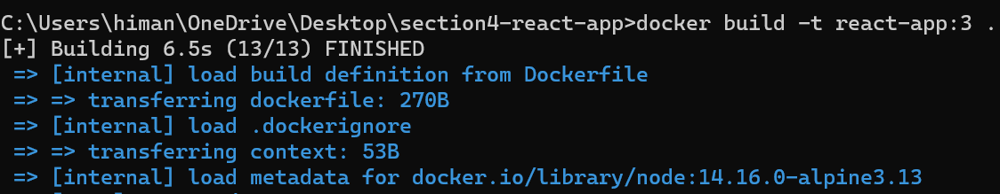 C:\Users\himan\OneDrive\Desktop\section4-react-app>docker build -t react-app:3 .
[+] Building 6.5s (13/13) FINISHED
=> [internal] load build definition from Dockerfile
=> => transferring dockerfile: 270B
=> [internal] load .dockerignore
=> => transferring context: 53B
=> [internal] load metadata for docker.io/library/node:14.16.0-alpine3.13